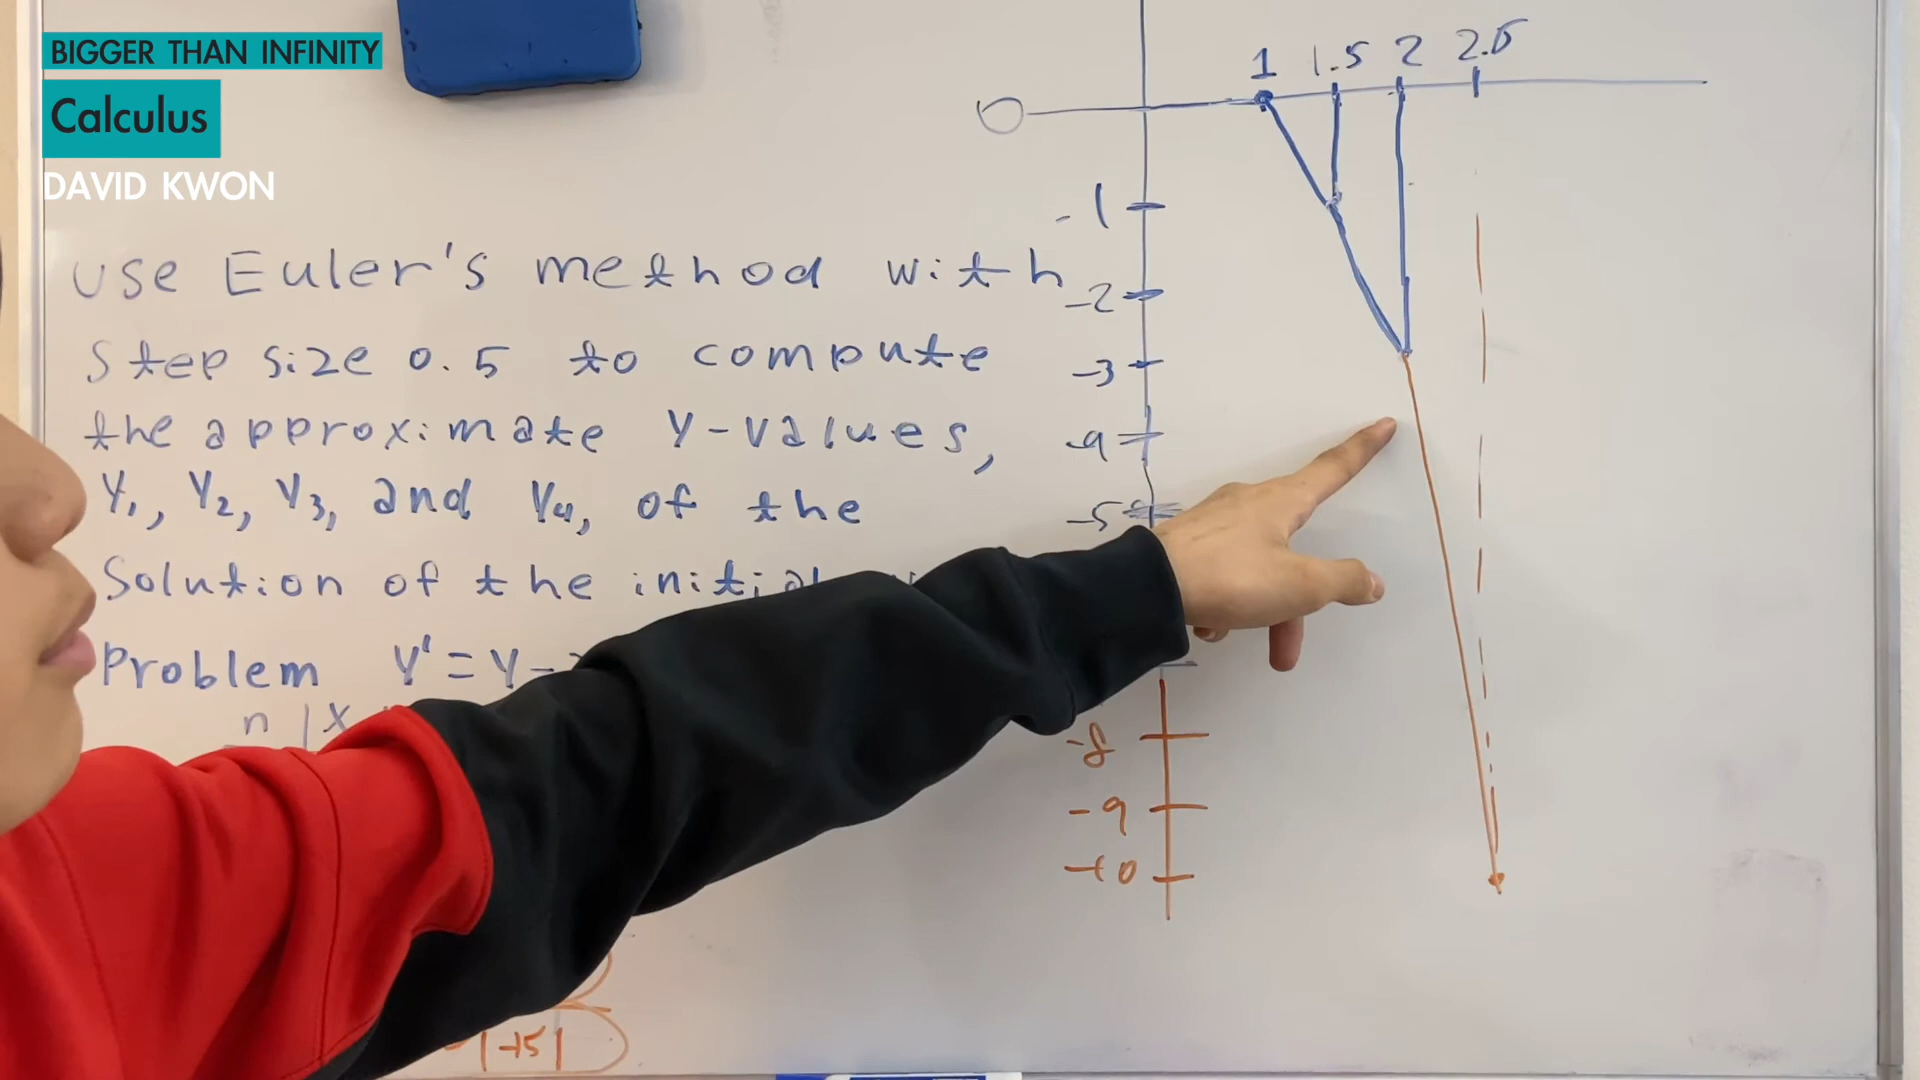 BIGGER THAN INFINITY
Calculus
DAVID KWON
use Euler's method with
step size 0.5 to compute
the approximate y-values,
Y₁, Y₂, Y₃, and Y₄, of the
Solution of the initial
Problem y' = y -
n | x
1 1.5 2 2.5
0
-1
-2
-3
-4
-5
-8
-9
-10